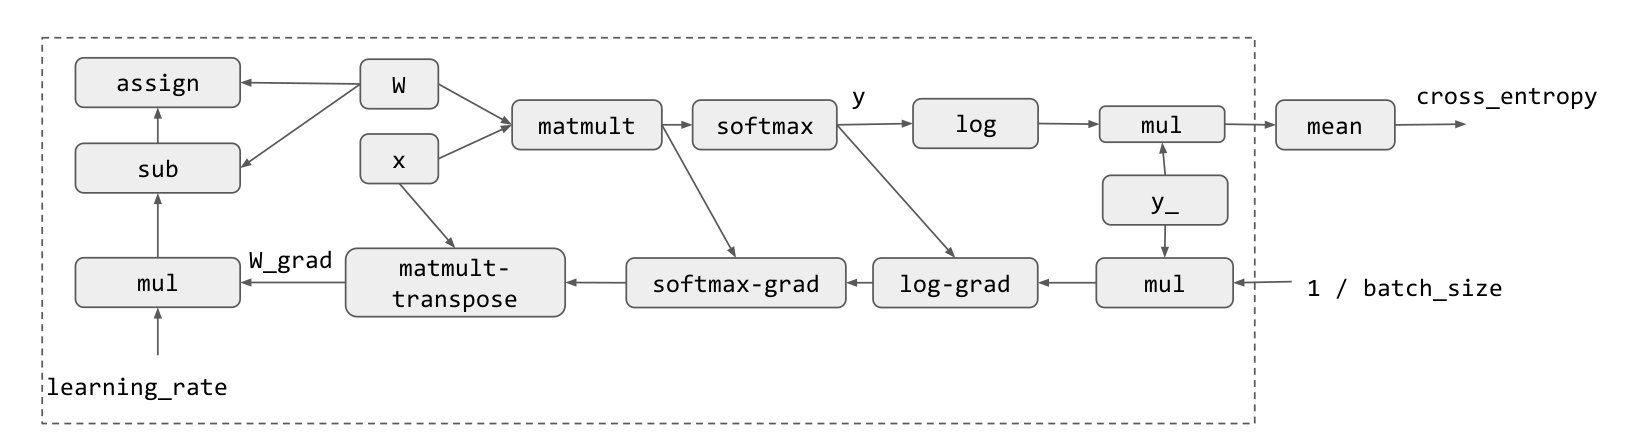 assign
W
matmult
softmax
y
log
mul
mean
cross_entropy
sub
x
y_
mul
W_grad
matmult-
transpose
softmax-grad
log-grad
mul
1 / batch_size
learning_rate